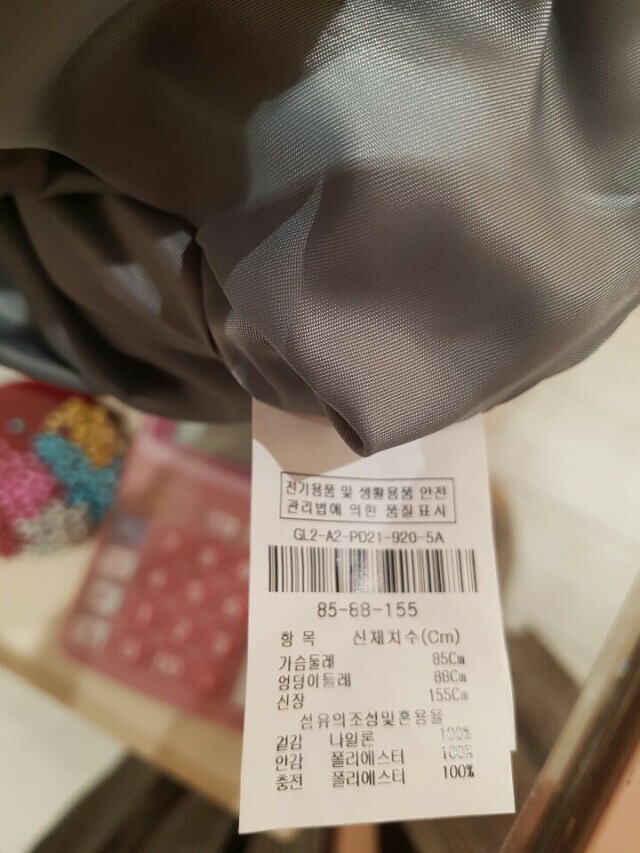 전기용품 및 생활용품 안전
관리법에 의한 품질표시
GL2-A2-PD21-920-5A
85-88-155
항목 신체치수(Cm)
가슴둘레 85Cm
엉덩이둘레 88Cm
신장 155Cm
섬유의조성및혼용율
겉감 나일론 100%
안감 폴리에스터 100%
충전 폴리에스터 100%